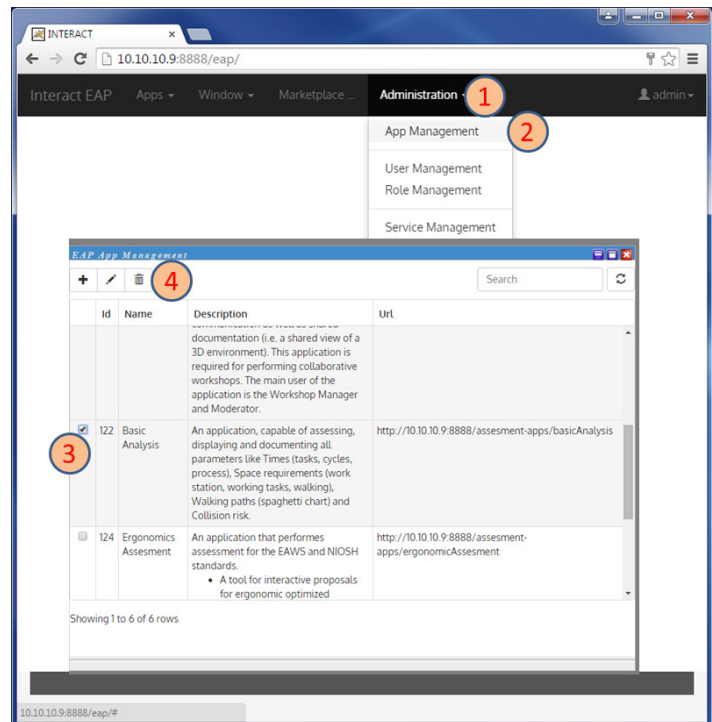 INTERACT
10.10.10.9:8888/eap/
Interact EAP Apps Window Marketplace ... Administration 1 admin
App Management 2
User Management
Role Management
Service Management
EAP App Management
4 Search
Id Name Description Url
communication as well as shared
documentation (i.e. a shared view of a
3D environment). This application is
required for performing collaborative
workshops. The main user of the
application is the Workshop Manager
and Moderator.
3
122 Basic An application, capable of assessing, http://10.10.10.9:8888/assesment-apps/basicAnalysis
Analysis displaying and documenting all
parameters like Times (tasks, cycles,
process), Space requirements (work
station, working tasks, walking),
Walking paths (spaghetti chart) and
Collision risk.
124 Ergonomics An application that performes http://10.10.10.9:8888/assesment-
Assesment assessment for the EAWS and NIOSH apps/ergonomicAssesment
standards.
• A tool for interactive proposals
for ergonomic optimized
Showing 1 to 6 of 6 rows
10.10.10.9:8888/eap/#